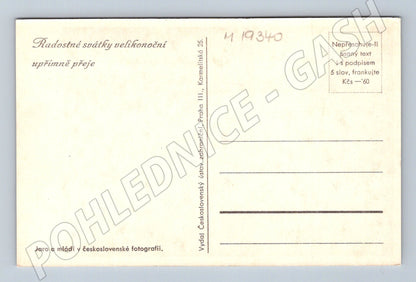 Radostné svátky velikonoční
upřímně přeje
M 19340
Nepřesáhne-li
psaný text
i s podpisem
5 slov, frankujte
Kčs —'60
Vydal Československý ústav zahraniční, Praha III., Karmelitská 25.
Jaro a mládí v československé fotografii.
POHLEDNICE - GASH